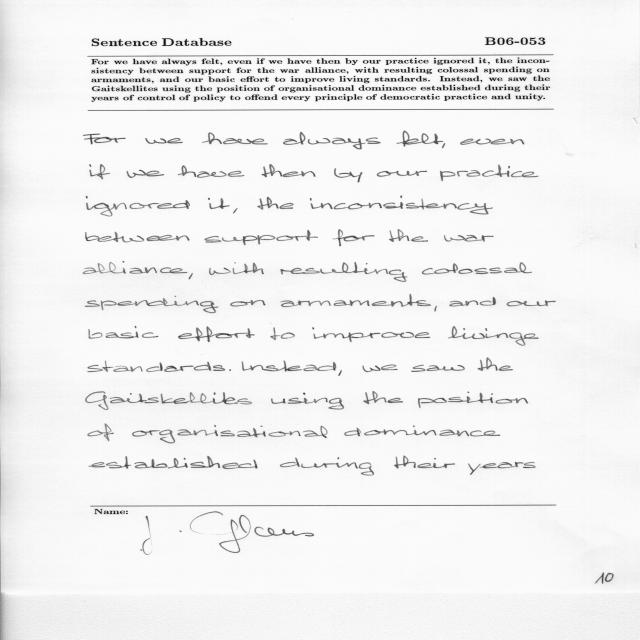 Sentence Database B06-053
For we have always felt, even if we have then by our practice ignored it, the incon-
sistency between support for the war alliance, with resulting colossal spending on
armaments, and our basic effort to improve living standards. Instead, we saw the
Gaitskellites using the position of organisational dominance established during their
years of control of policy to offend every principle of democratic practice and unity.
For we have always felt, even
if we have then by our practice
ignored it, the inconsistency
between support for the war
alliance, with resulting colossal
spending on armaments, and our
basic effort to improve livinge
standards. Instead, we saw the
Gaitskellites using the position
of organisational dominance
established during their years
Name:
J.
10